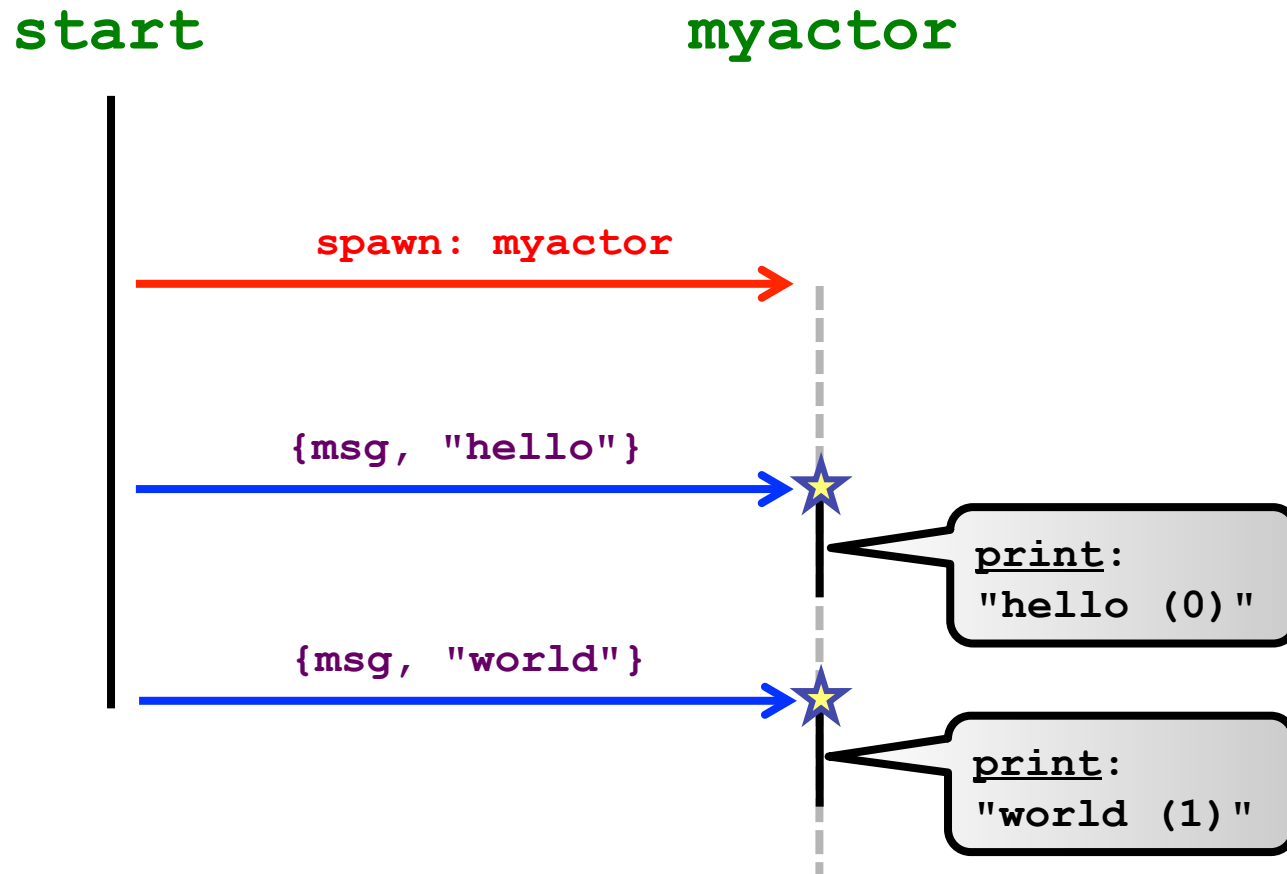 start
myactor
spawn: myactor
{msg, "hello"}
print:
"hello (0)"
{msg, "world"}
print:
"world (1)"